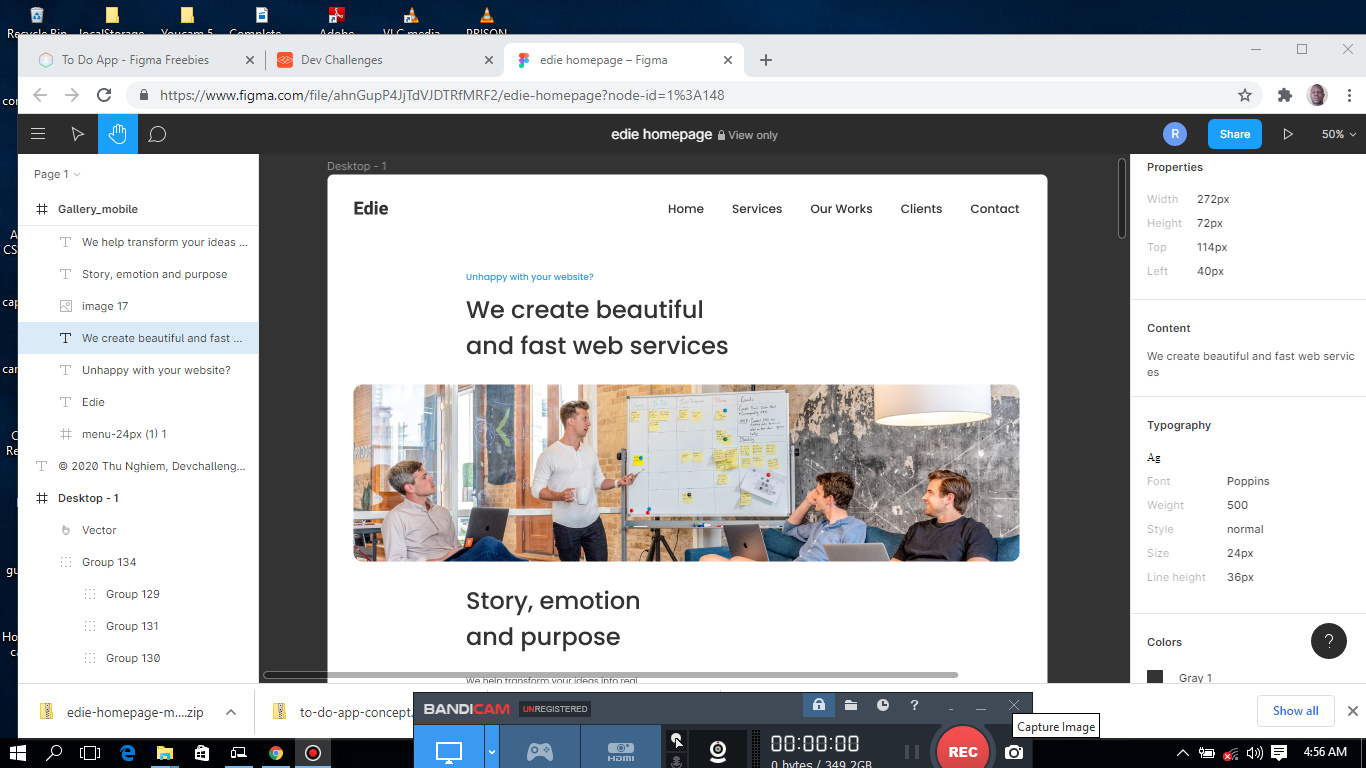 Recycle Bin localStorage Youcam 5 Complete Adobe VLC media PRISON
To Do App - Figma Freebies
Dev Challenges
edie homepage – Figma
https://www.figma.com/file/ahnGupP4JjTdVJDTRfMRF2/edie-homepage?node-id=1%3A148
edie homepage View only
R
Share
50%
Page 1
Gallery_mobile
We help transform your ideas ...
Story, emotion and purpose
image 17
We create beautiful and fast ...
Unhappy with your website?
Edie
menu-24px (1) 1
© 2020 Thu Nghiem, Devchalleng...
Desktop - 1
Vector
Group 134
Group 129
Group 131
Group 130
Desktop - 1
Edie
Home Services Our Works Clients Contact
Unhappy with your website?
We create beautiful
and fast web services
Story, emotion
and purpose
We help transform your ideas into real
Properties
Width 272px
Height 72px
Top 114px
Left 40px
Content
We create beautiful and fast web servic
es
Typography
Ag
Font Poppins
Weight 500
Style normal
Size 24px
Line height 36px
Colors
Gray 1
?
edie-homepage-m....zip
to-do-app-concept.
Show all
BANDICAM UNREGISTERED
?
Capture Image
HDMI
00:00:00
0 bytes / 349.2GB
REC
4:56 AM